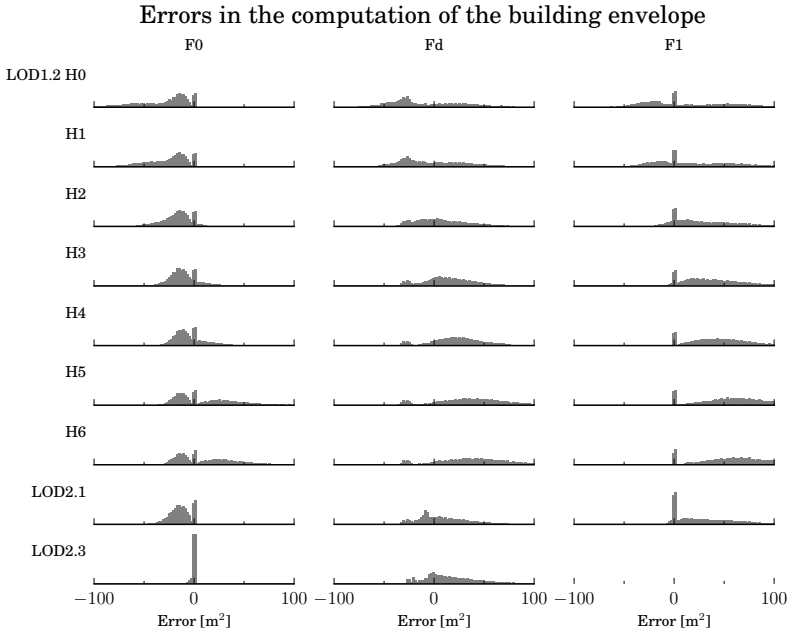 Errors in the computation of the building envelope
F0 Fd F1
LOD1.2 H0
H1
H2
H3
H4
H5
H6
LOD2.1
LOD2.3
−100 0 100 −100 0 100 −100 0 100
Error [m²] Error [m²] Error [m²]